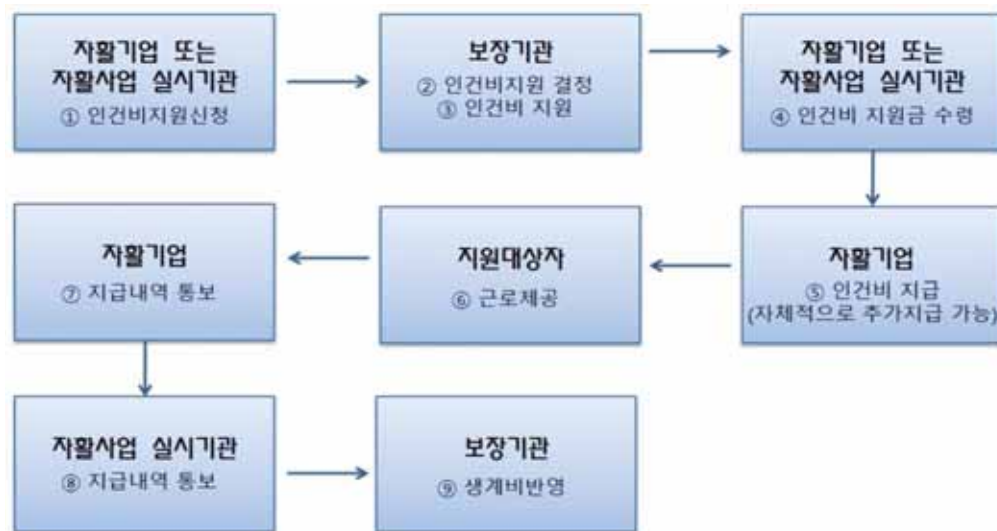 자활기업 또는
자활사업 실시기관
① 인건비지원신청
보장기관
② 인건비지원 결정
③ 인건비 지원
자활기업 또는
자활사업 실시기관
④ 인건비 지원금 수령
자활기업
⑤ 인건비 지급
(자체적으로 추가지급 가능)
지원대상자
⑥ 근로제공
자활기업
⑦ 지급내역 통보
자활사업 실시기관
⑧ 지급내역 통보
보장기관
⑨ 생계비반영